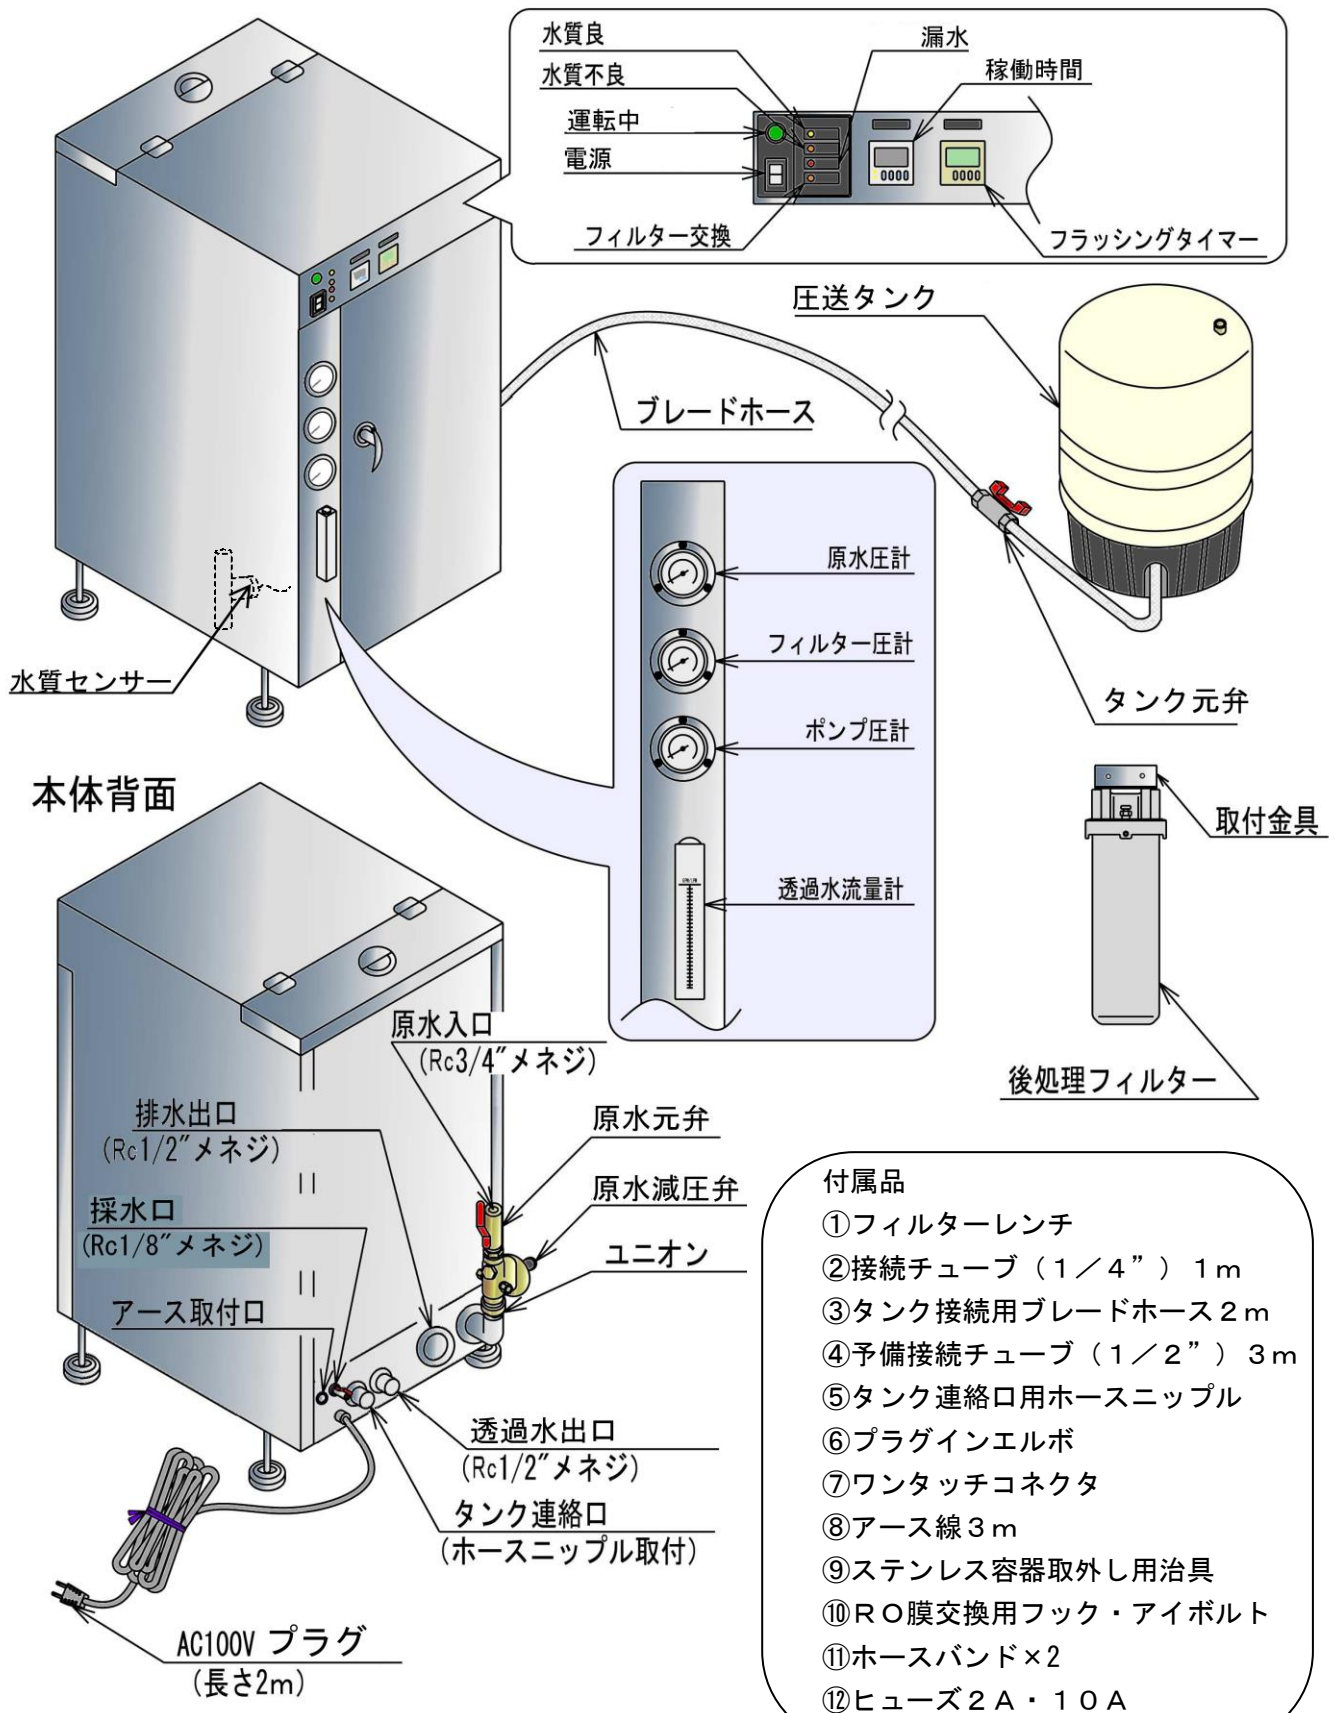 水質良
漏水
水質不良
稼働時間
運転中
電源
0000
0000
フィルター交換
フラッシングタイマー
圧送タンク
ブレードホース
原水圧計
フィルター圧計
水質センサー
タンク元弁
ポンプ圧計
本体背面
取付金具
透過水流量計
原水入口
(Rc3/4″メネジ)
後処理フィルター
排水出口
(Rc1/2″メネジ)
原水元弁
採水口
(Rc1/8″メネジ)
原水減圧弁
ユニオン
アース取付口
透過水出口
(Rc1/2″メネジ)
タンク連絡口
(ホースニップル取付)
AC100V プラグ
(長さ2m)
付属品
①フィルターレンチ
②接続チューブ（１／４”）１ｍ
③タンク接続用ブレードホース２ｍ
④予備接続チューブ（１／２”）３ｍ
⑤タンク連絡口用ホースニップル
⑥プラグインエルボ
⑦ワンタッチコネクタ
⑧アース線３ｍ
⑨ステンレス容器取外し用治具
⑩ＲＯ膜交換用フック・アイボルト
⑪ホースバンド×2
⑫ヒューズ２Ａ・１０Ａ